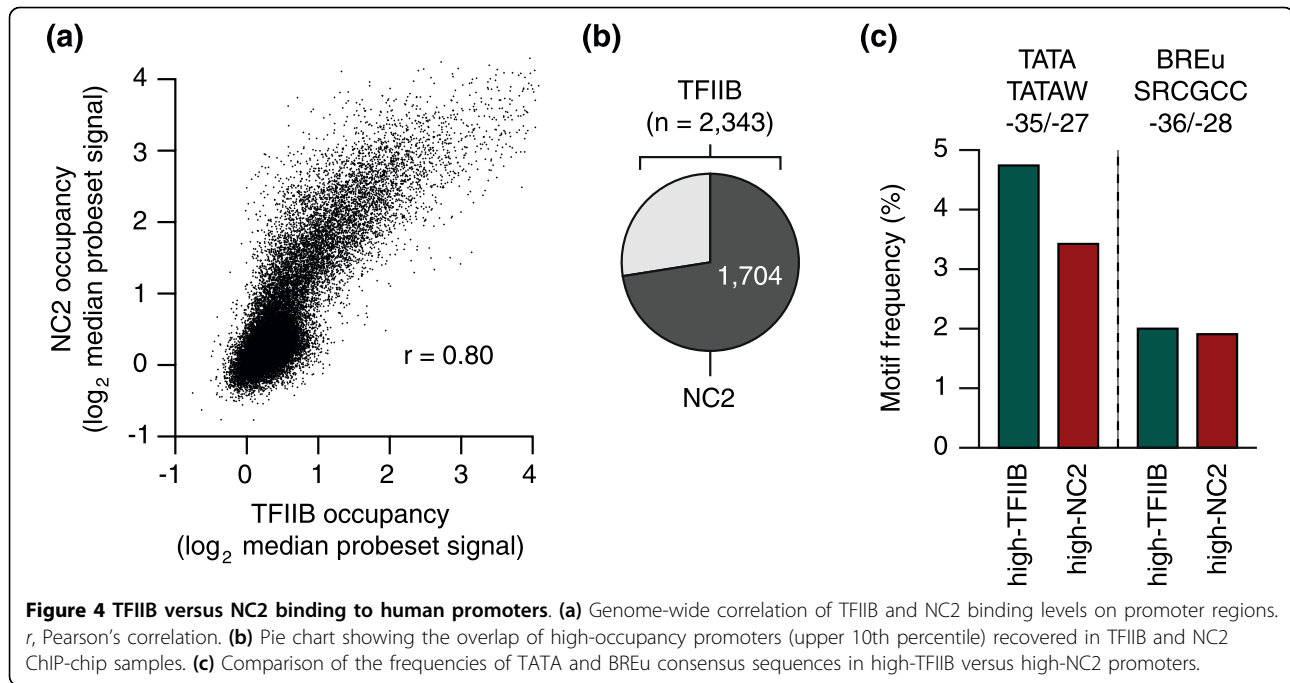 (a)
NC2 occupancy
(log2 median probeset signal)
4
3
2
1
0
-1
-1 0 1 2 3 4
r = 0.80
TFIIB occupancy
(log2 median probeset signal)
(b)
TFIIB
(n = 2,343)
1,704
NC2
(c)
TATA
TATAW
-35/-27
BREu
SRCGCC
-36/-28
Motif frequency (%)
5
4
3
2
1
0
high-TFIIB
high-NC2
high-TFIIB
high-NC2
Figure 4 TFIIB versus NC2 binding to human promoters. (a) Genome-wide correlation of TFIIB and NC2 binding levels on promoter regions.
r, Pearson's correlation. (b) Pie chart showing the overlap of high-occupancy promoters (upper 10th percentile) recovered in TFIIB and NC2
ChIP-chip samples. (c) Comparison of the frequencies of TATA and BREu consensus sequences in high-TFIIB versus high-NC2 promoters.